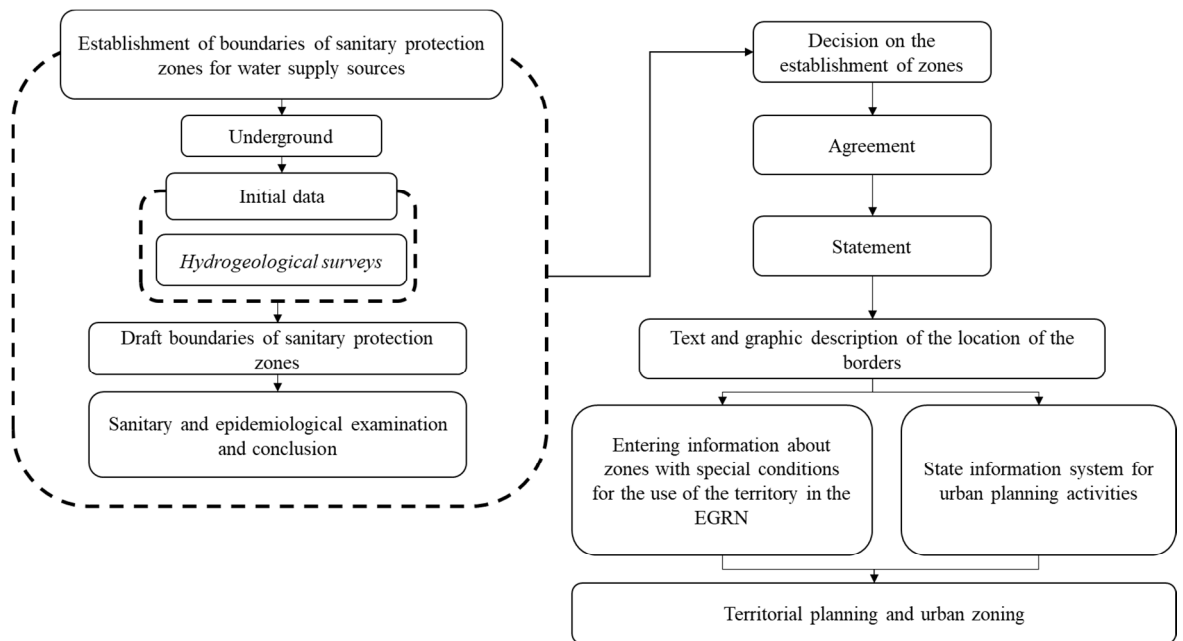 Establishment of boundaries of sanitary protection
zones for water supply sources
Underground
Initial data
Hydrogeological surveys
Draft boundaries of sanitary protection
zones
Sanitary and epidemiological examination
and conclusion
Decision on the
establishment of zones
Agreement
Statement
Text and graphic description of the location of the
borders
Entering information about
zones with special conditions
for the use of the territory in the
EGRN
State information system for
urban planning activities
Territorial planning and urban zoning